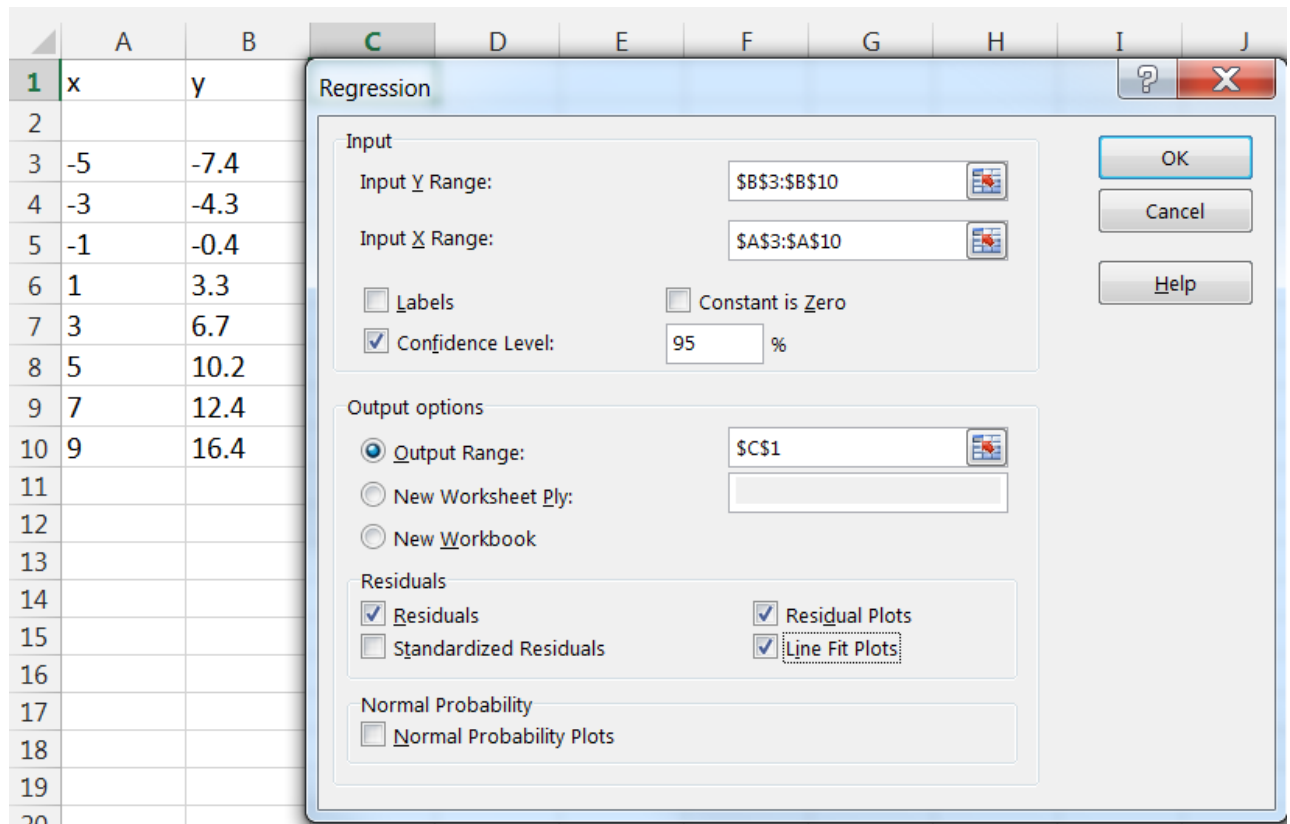 A B C D E F G H I J
1 x y
2
3 -5 -7.4
4 -3 -4.3
5 -1 -0.4
6 1 3.3
7 3 6.7
8 5 10.2
9 7 12.4
10 9 16.4
11
12
13
14
15
16
17
18
19
20
Regression
?
X
Input
Input Y Range: $B$3:$B$10
Input X Range: $A$3:$A$10
Labels Constant is Zero
Confidence Level: 95 %
OK
Cancel
Help
Output options
Output Range: $C$1
New Worksheet Ply:
New Workbook
Residuals
Residuals Residual Plots
Standardized Residuals Line Fit Plots
Normal Probability
Normal Probability Plots